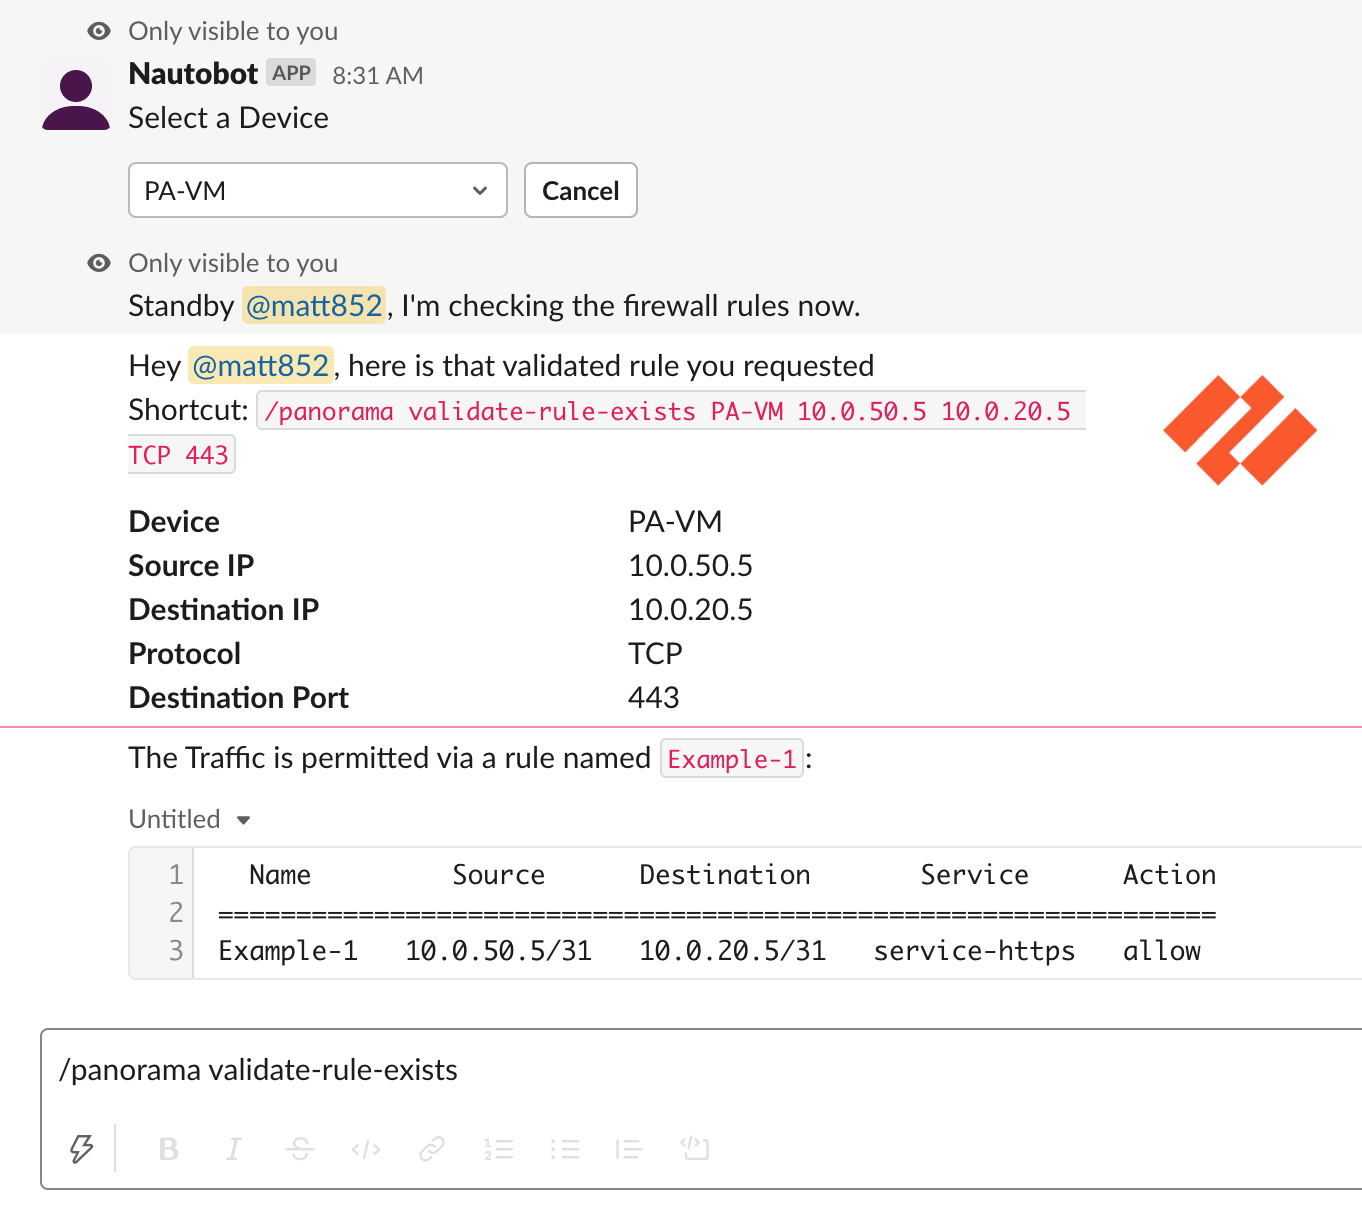 Only visible to you
Nautobot APP 8:31 AM
Select a Device
PA-VM Cancel
Only visible to you
Standby @matt852, I'm checking the firewall rules now.
Hey @matt852, here is that validated rule you requested
Shortcut: /panorama validate-rule-exists PA-VM 10.0.50.5 10.0.20.5
TCP 443
Device PA-VM
Source IP 10.0.50.5
Destination IP 10.0.20.5
Protocol TCP
Destination Port 443
The Traffic is permitted via a rule named Example-1:
Untitled
1 Name Source Destination Service Action
2 ================================================================
3 Example-1 10.0.50.5/31 10.0.20.5/31 service-https allow
/panorama validate-rule-exists